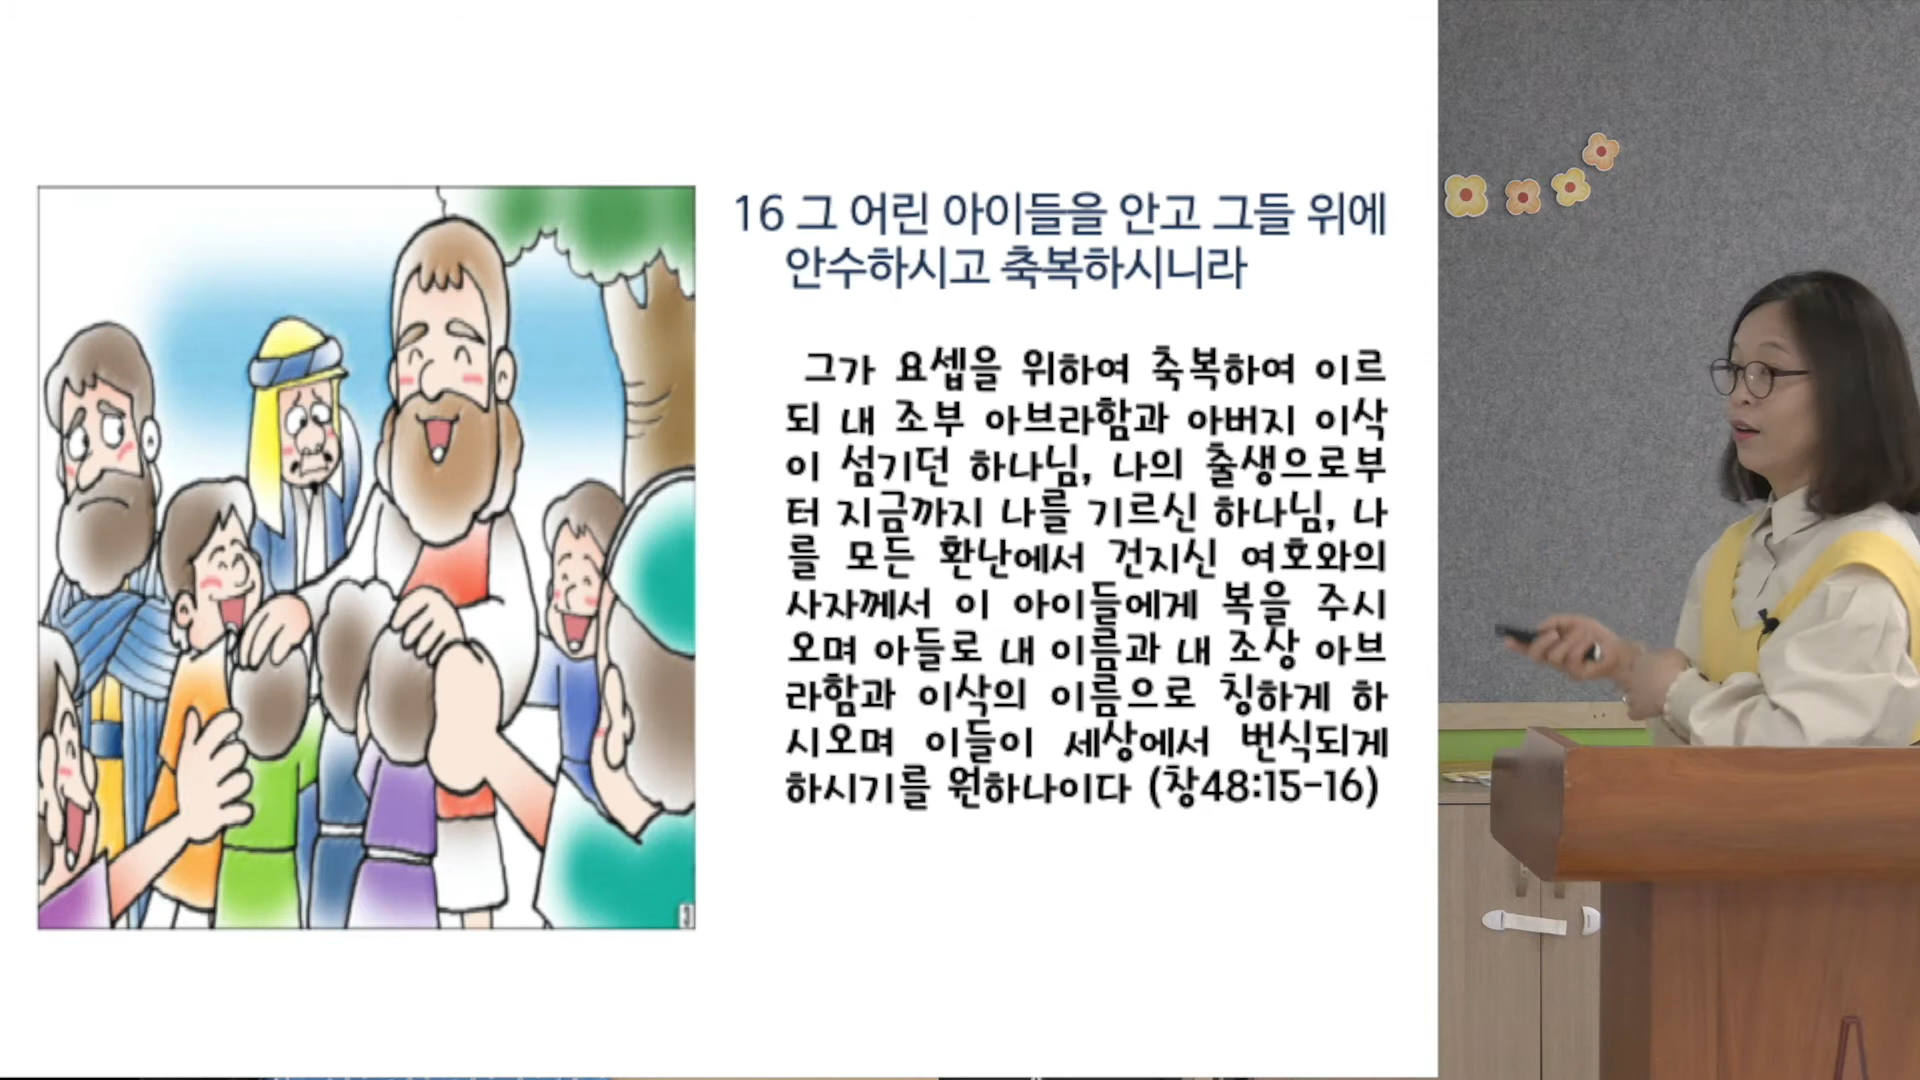 16 그 어린 아이들을 안고 그들 위에
안수하시고 축복하시니라
그가 요셉을 위하여 축복하여 이르
되 내 조부 아브라함과 아버지 이삭
이 섬기던 하나님, 나의 출생으로부
터 지금까지 나를 기르신 하나님, 나
를 모든 환난에서 건지신 여호와의
사자께서 이 아이들에게 복을 주시
오며 아들로 내 이름과 내 조상 아브
라함과 이삭의 이름으로 칭하게 하
시오며 이들이 세상에서 번식되게
하시기를 원하나이다 (창48:15-16)